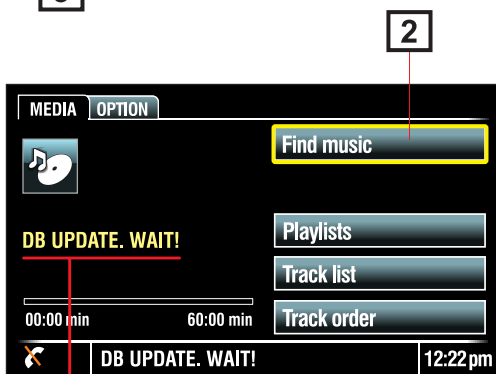 2
MEDIA OPTION
Find music
DB UPDATE. WAIT!
Playlists
Track list
00:00 min 60:00 min Track order
DB UPDATE. WAIT! 12:22 pm